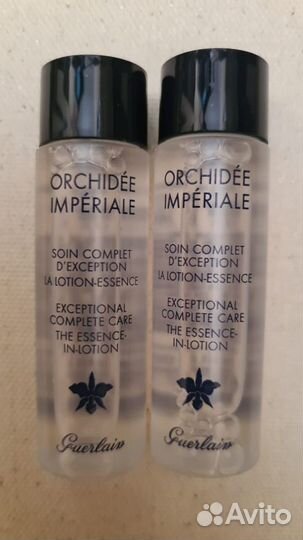 ORCHIDÉE
IMPÉRIALE
SOIN COMPLET
D'EXCEPTION
LA LOTION-ESSENCE
EXCEPTIONAL
COMPLETE CARE
THE ESSENCE-
IN-LOTION
Guerlain
ORCHIDÉE
IMPÉRIALE
SOIN COMPLET
D'EXCEPTION
LA LOTION-ESSENCE
EXCEPTIONAL
COMPLETE CARE
THE ESSENCE-
IN-LOTION
Guerlain
Avito